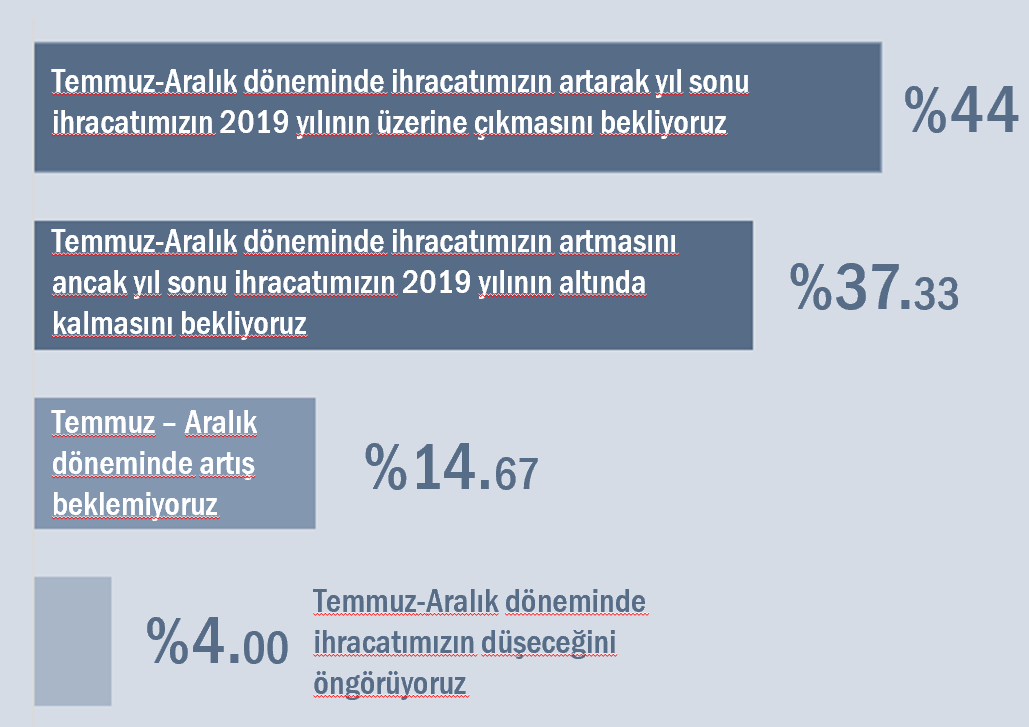 Temmuz-Aralık döneminde ihracatımızın artarak yıl sonu
ihracatımızın 2019 yılının üzerine çıkmasını bekliyoruz
%44
Temmuz-Aralık döneminde ihracatımızın artmasını
ancak yıl sonu ihracatımızın 2019 yılının altında
kalmasını bekliyoruz
%37.33
Temmuz – Aralık
döneminde artış
beklemiyoruz
%14.67
%4.00
Temmuz-Aralık döneminde
ihracatımızın düşeceğini
öngörüyoruz